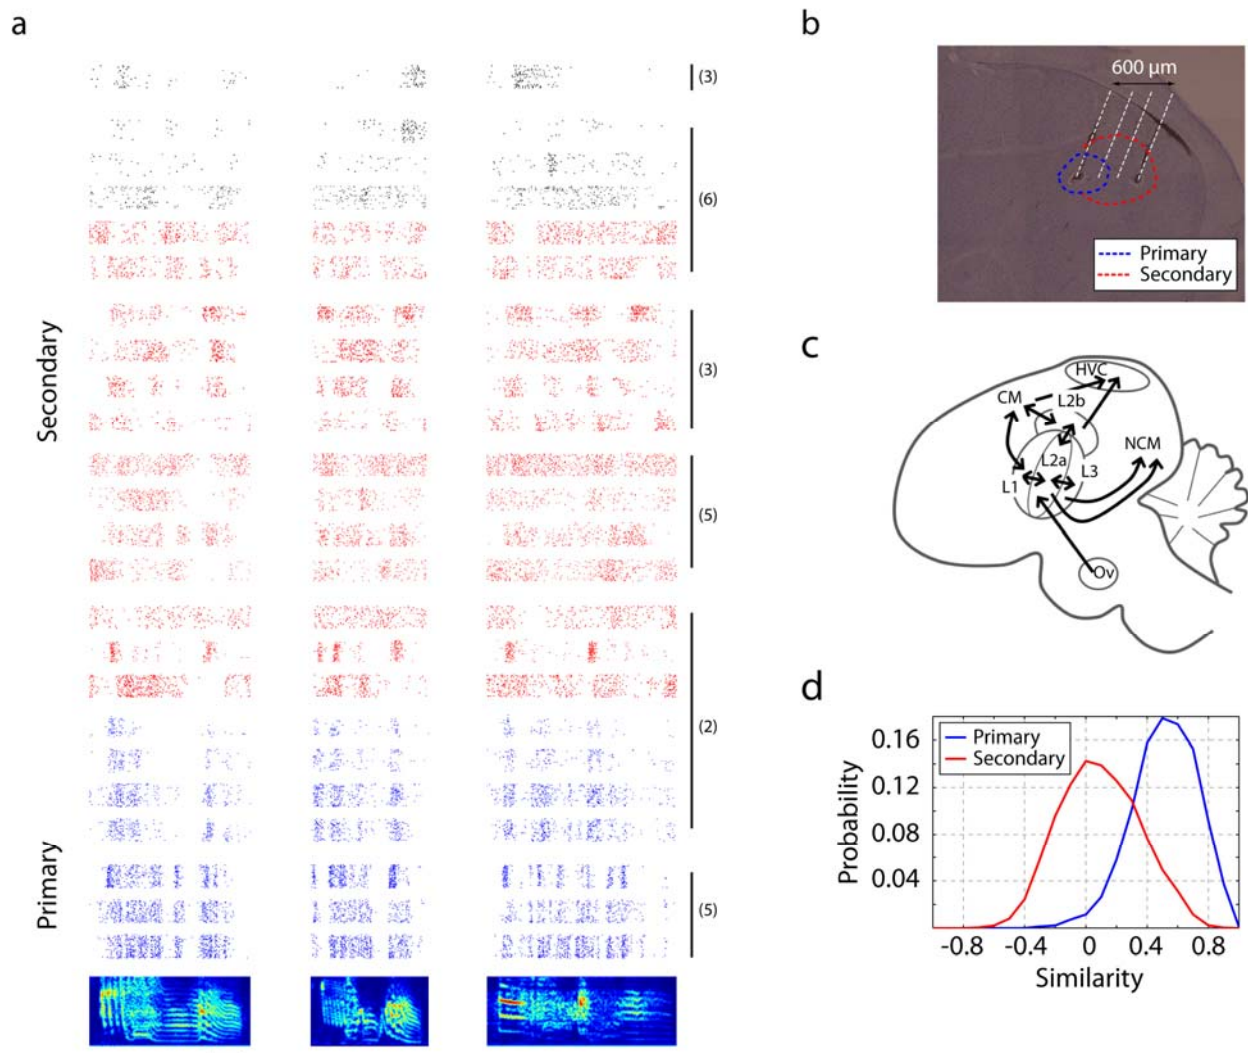 a
Secondary
Primary
(3)
(6)
(3)
(5)
(2)
(5)
b
600 µm
Primary
Secondary
c
HVC
CM
L2b
NCM
L2a
L3
L1
Ov
d
Primary
Secondary
Probability
0.16
0.12
0.08
0.04
-0.8 -0.4 0 0.4 0.8
Similarity